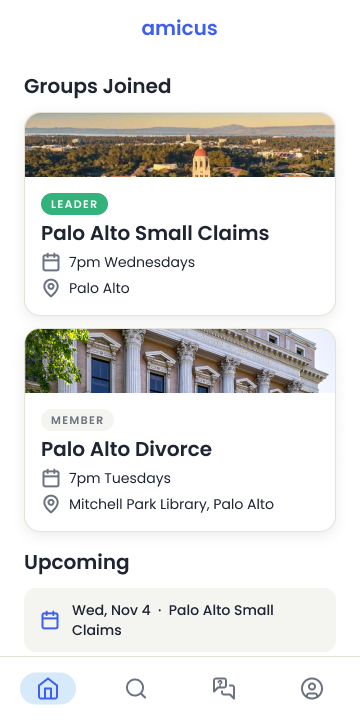 amicus
Groups Joined
LEADER
Palo Alto Small Claims
7pm Wednesdays
Palo Alto
MEMBER
Palo Alto Divorce
7pm Tuesdays
Mitchell Park Library, Palo Alto
Upcoming
Wed, Nov 4 · Palo Alto Small
Claims